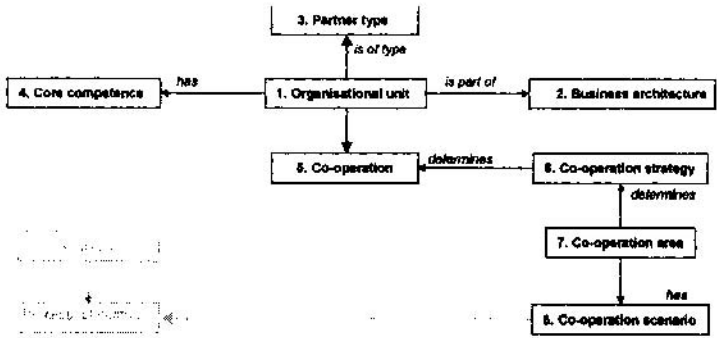 3. Partner type
is of type
has
is part of
4. Core competence
1. Organisational unit
2. Business architecture
5. Co-operation
determines
6. Co-operation strategy
determines
7. Co-operation area
has
8. Co-operation scenario